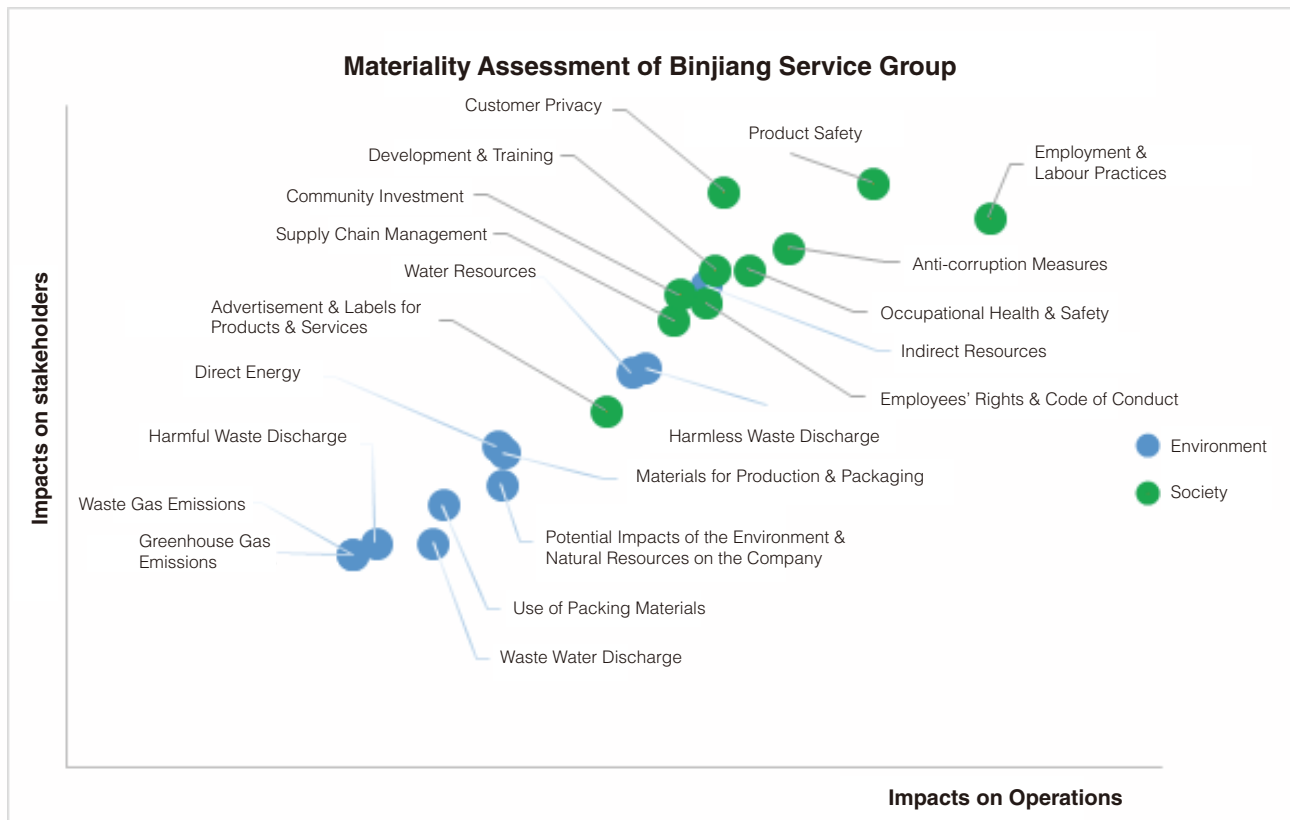 Materiality Assessment of Binjiang Service Group
Customer Privacy
Product Safety
Development & Training
Employment &
Labour Practices
Community Investment
Supply Chain Management
Water Resources
Anti-corruption Measures
Advertisement & Labels for
Products & Services
Occupational Health & Safety
Indirect Resources
Direct Energy
Employees' Rights & Code of Conduct
Harmful Waste Discharge
Harmless Waste Discharge
Environment
Materials for Production & Packaging
Society
Waste Gas Emissions
Greenhouse Gas
Emissions
Potential Impacts of the Environment &
Natural Resources on the Company
Use of Packing Materials
Waste Water Discharge
Impacts on stakeholders
Impacts on Operations